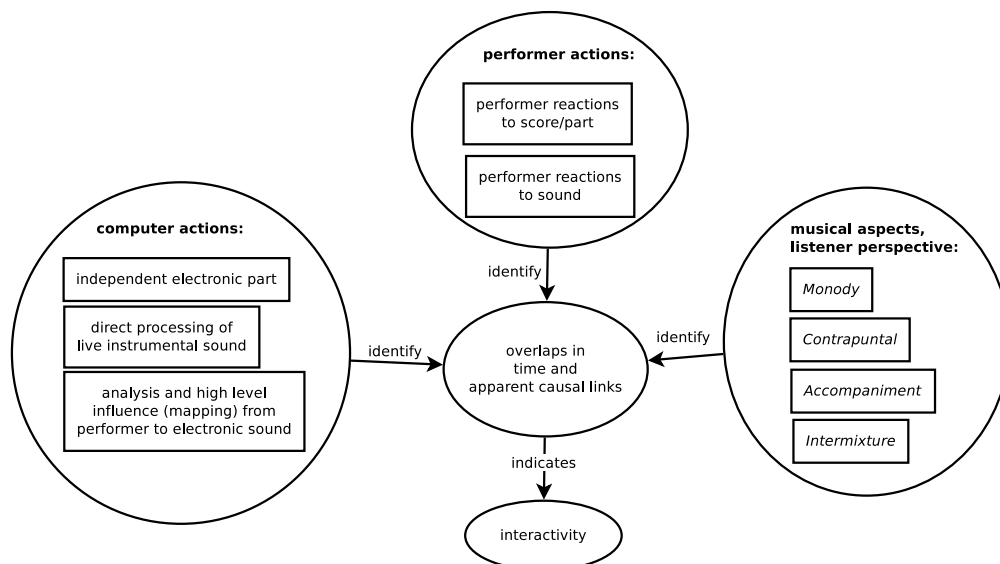 performer actions:
performer reactions
to score/part
performer reactions
to sound
computer actions:
independent electronic part
direct processing of
live instrumental sound
analysis and high level
influence (mapping) from
performer to electronic sound
musical aspects,
listener perspective:
Monody
Contrapuntal
Accompaniment
Intermixture
identify
identify
identify
overlaps in
time and
apparent causal links
indicates
interactivity